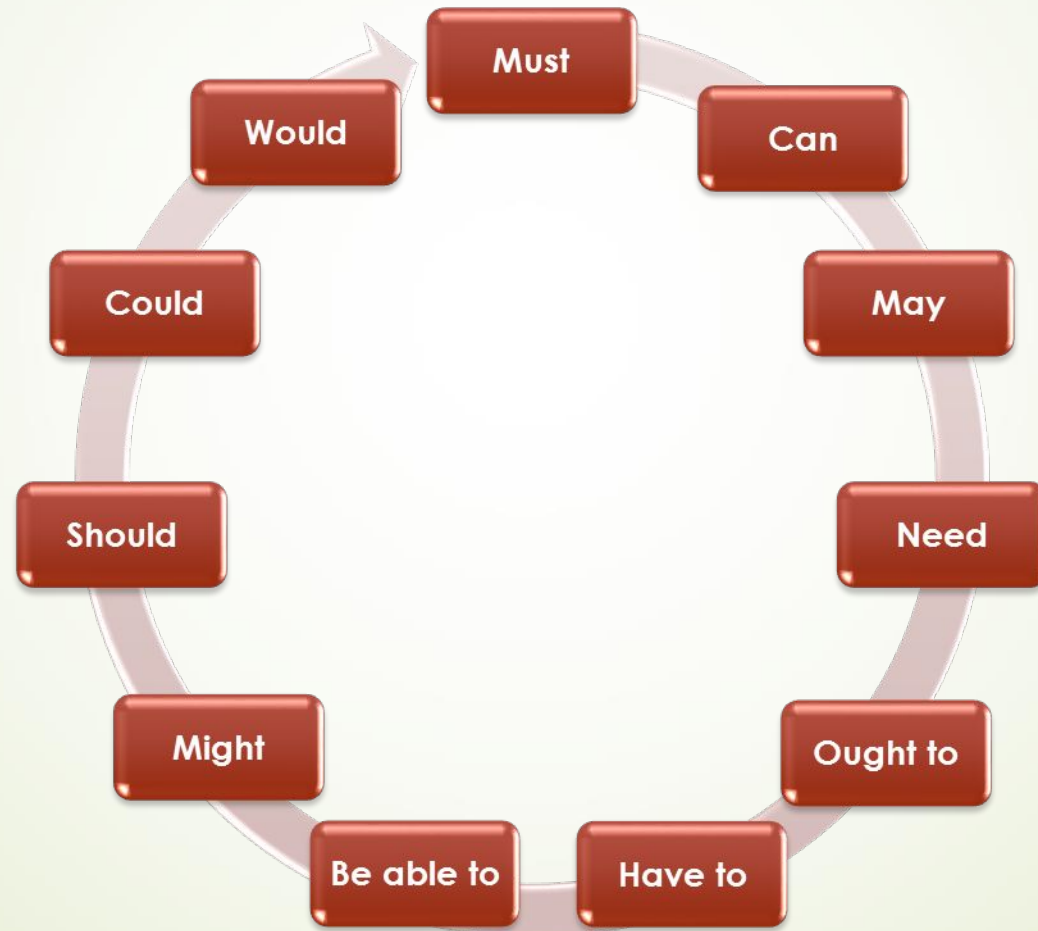 Must
Can
May
Need
Ought to
Have to
Be able to
Might
Should
Could
Would